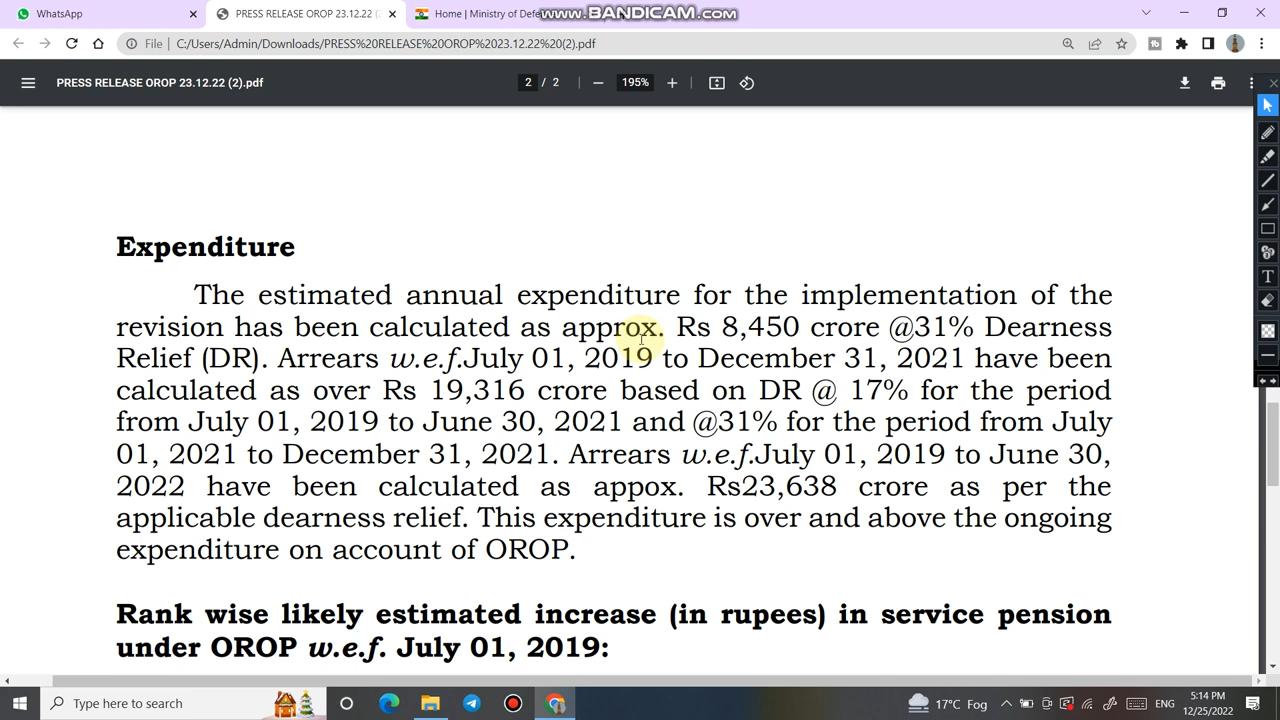 WhatsApp
PRESS RELEASE OROP 23.12.22 (2
Home | Ministry of Defe
www.BANDICAM.com
File | C:/Users/Admin/Downloads/PRESS%20RELEASE%20OROP%2023.12.22%20(2).pdf
PRESS RELEASE OROP 23.12.22 (2).pdf
2 / 2
195%
Expenditure
The estimated annual expenditure for the implementation of the
revision has been calculated as approx. Rs 8,450 crore @31% Dearness
Relief (DR). Arrears w.e.f.July 01, 2019 to December 31, 2021 have been
calculated as over Rs 19,316 crore based on DR @ 17% for the period
from July 01, 2019 to June 30, 2021 and @31% for the period from July
01, 2021 to December 31, 2021. Arrears w.e.f.July 01, 2019 to June 30,
2022 have been calculated as appox. Rs23,638 crore as per the
applicable dearness relief. This expenditure is over and above the ongoing
expenditure on account of OROP.
Rank wise likely estimated increase (in rupees) in service pension
under OROP w.e.f. July 01, 2019:
Type here to search
17°C Fog
ENG
5:14 PM
12/25/2022